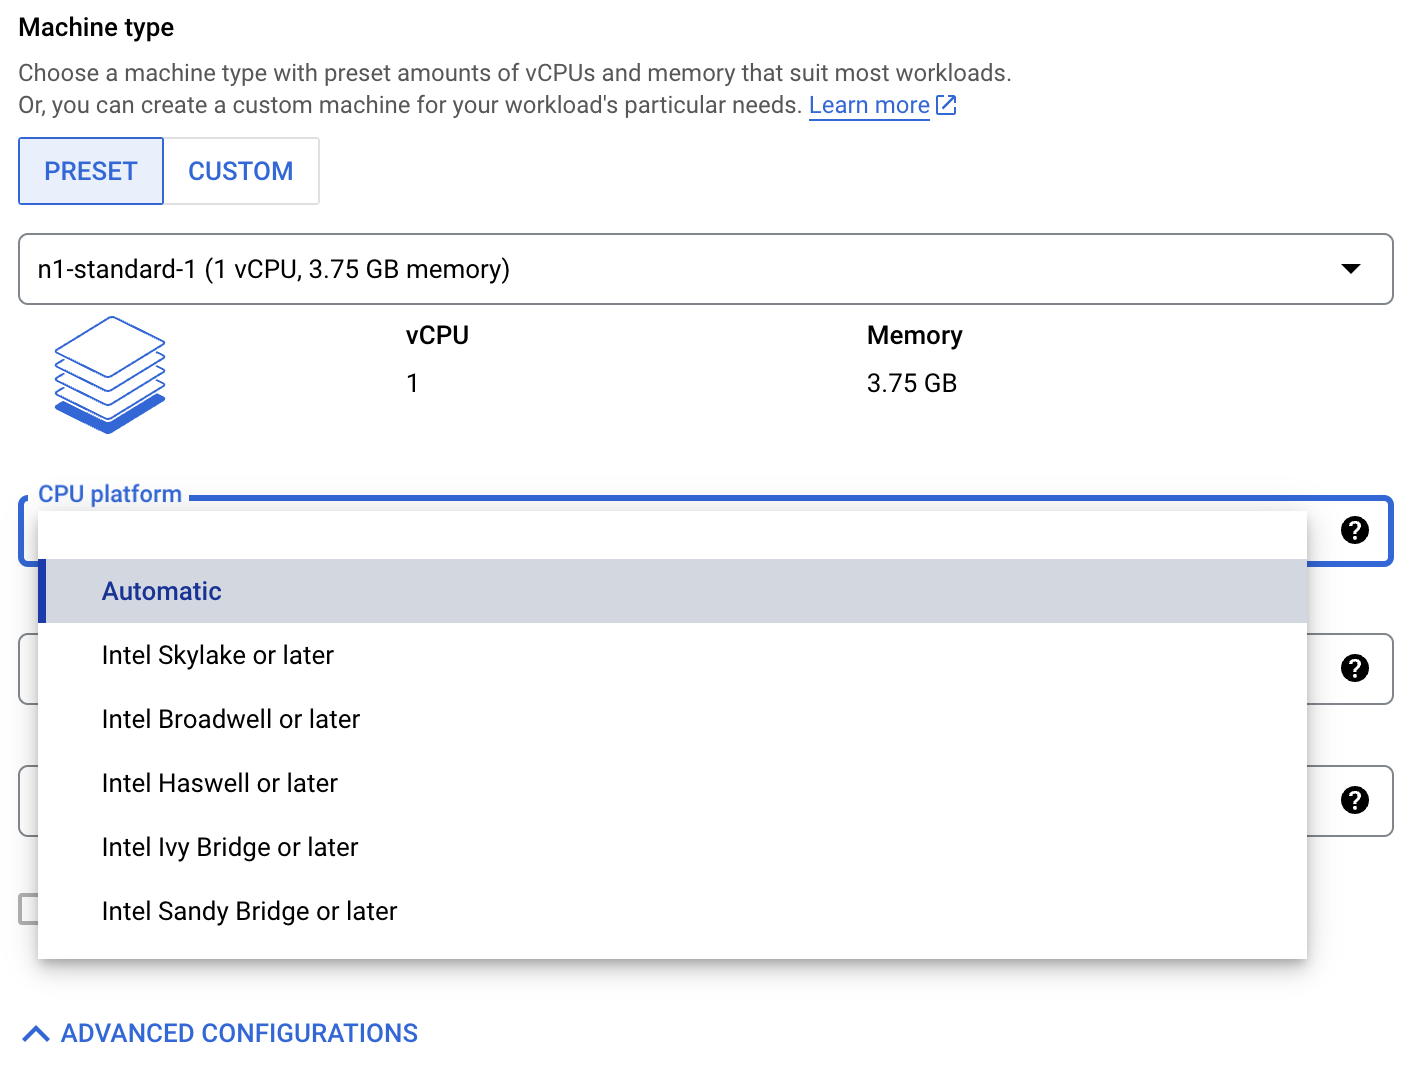 Machine type
Choose a machine type with preset amounts of vCPUs and memory that suit most workloads.
Or, you can create a custom machine for your workload's particular needs. Learn more
PRESET CUSTOM
n1-standard-1 (1 vCPU, 3.75 GB memory)
vCPU Memory
1 3.75 GB
CPU platform
Automatic
Intel Skylake or later
Intel Broadwell or later
Intel Haswell or later
Intel Ivy Bridge or later
Intel Sandy Bridge or later
ADVANCED CONFIGURATIONS